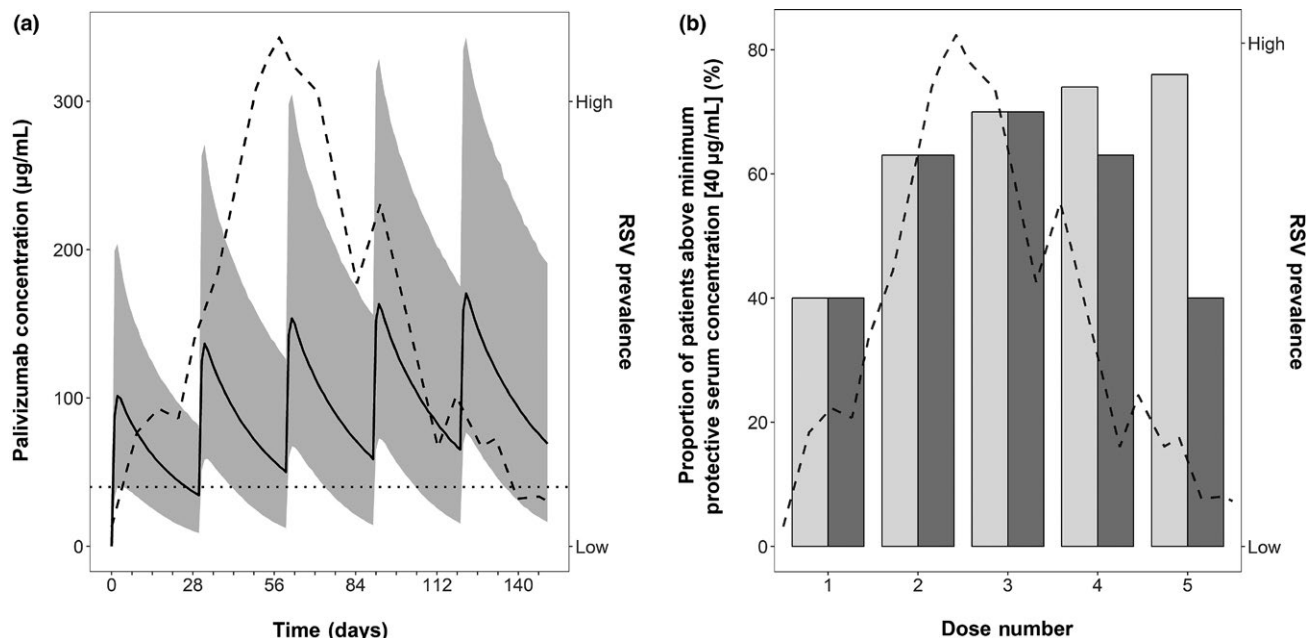 (a)
Palivizumab concentration (µg/mL)
300
200
100
0
High
Low
RSV prevalence
0 28 56 84 112 140
Time (days)
(b)
Proportion of patients above minimum
protective serum concentration [40 µg/mL] (%)
80
60
40
20
0
High
Low
RSV prevalence
1 2 3 4 5
Dose number